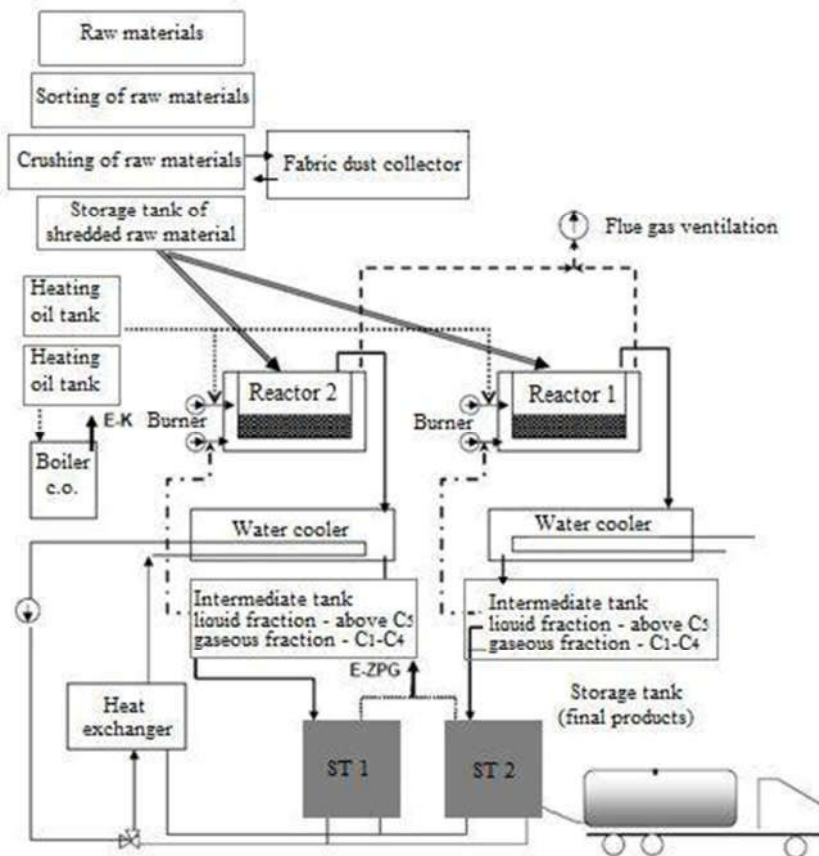 Raw materials
Sorting of raw materials
Crushing of raw materials
Fabric dust collector
Storage tank of
shredded raw material
Flue gas ventilation
Heating
oil tank
Heating
oil tank
Reactor 2
Reactor 1
E-K
Burner
Burner
Boiler
c.o.
Water cooler
Water cooler
Intermediate tank
liquid fraction - above C5
gaseous fraction - C1-C4
Intermediate tank
liquid fraction - above C5
gaseous fraction - C1-C4
E-ZPG
Heat
exchanger
Storage tank
(final products)
ST 1
ST 2